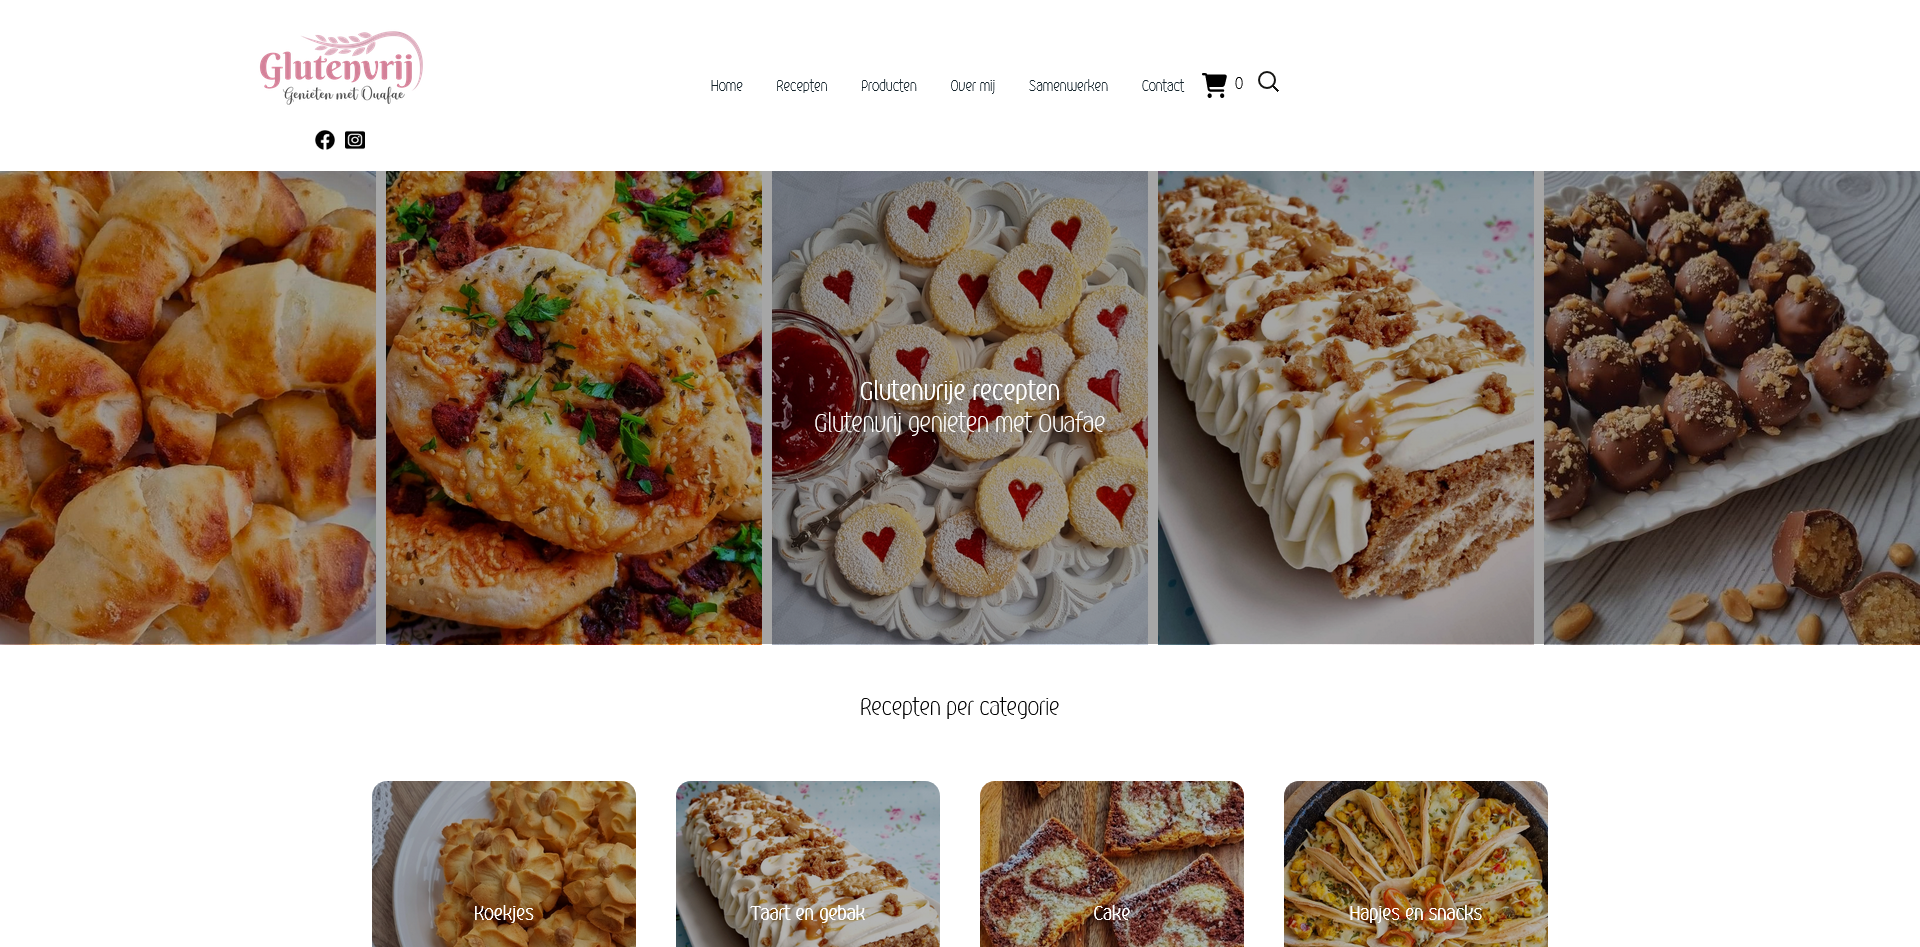 Glutenvrij
Genieten met Ouafae
Home
Recepten
Producten
Over mij
Samenwerken
Contact
0
Glutenvrije recepten
Glutenvrij genieten met Ouafae
Recepten per categorie
Koekjes
Taart en gebak
Cake
Hapjes en snacks